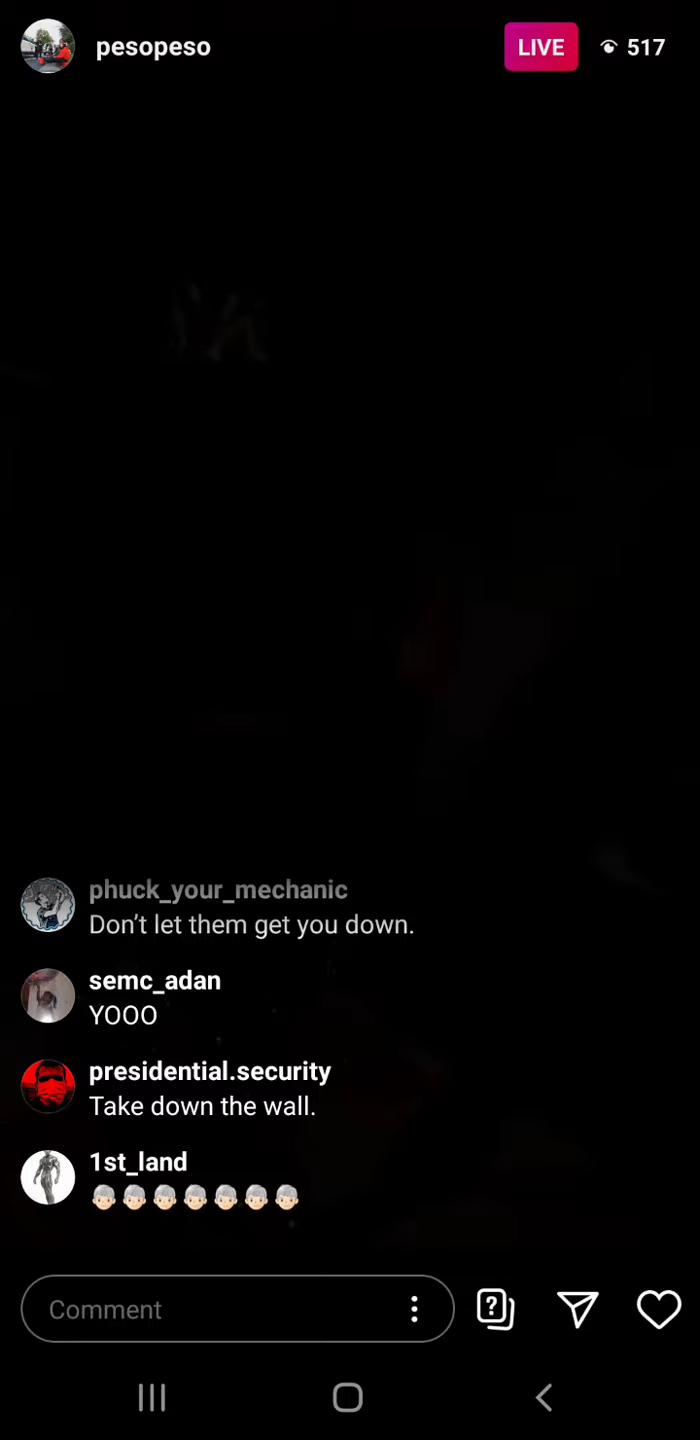 pesopeso
LIVE
517
phuck_your_mechanic
Don’t let them get you down.
semc_adan
YOOO
presidential.security
Take down the wall.
1st_land
👴🏻👴🏻👴🏻👴🏻👴🏻👴🏻👴🏻
Comment